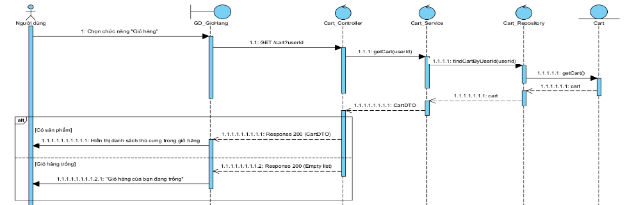 Người dùng
GD_GioHang
Cart_Controller
Cart_Service
Cart_Repository
Cart
1: Chọn chức năng "Giỏ hàng"
1.1: GET /cart?userId
1.1.1: getCart(userId)
1.1.1.1: findCartByUserId(userId)
1.1.1.1.1: getCart()
1.1.1.1.1.1: cart
1.1.1.1.1.1.1: cart
1.1.1.1.1.1.1.1: CartDTO
alt
[Có sản phẩm]
1.1.1.1.1.1.1.1.1: Response 200 (CartDTO)
1.1.1.1.1.1.1.1.1.1: Hiển thị danh sách thú cưng trong giỏ hàng
[Giỏ hàng trống]
1.1.1.1.1.1.1.1.2: Response 200 (Empty list)
1.1.1.1.1.1.1.1.2.1: "Giỏ hàng của bạn đang trống"